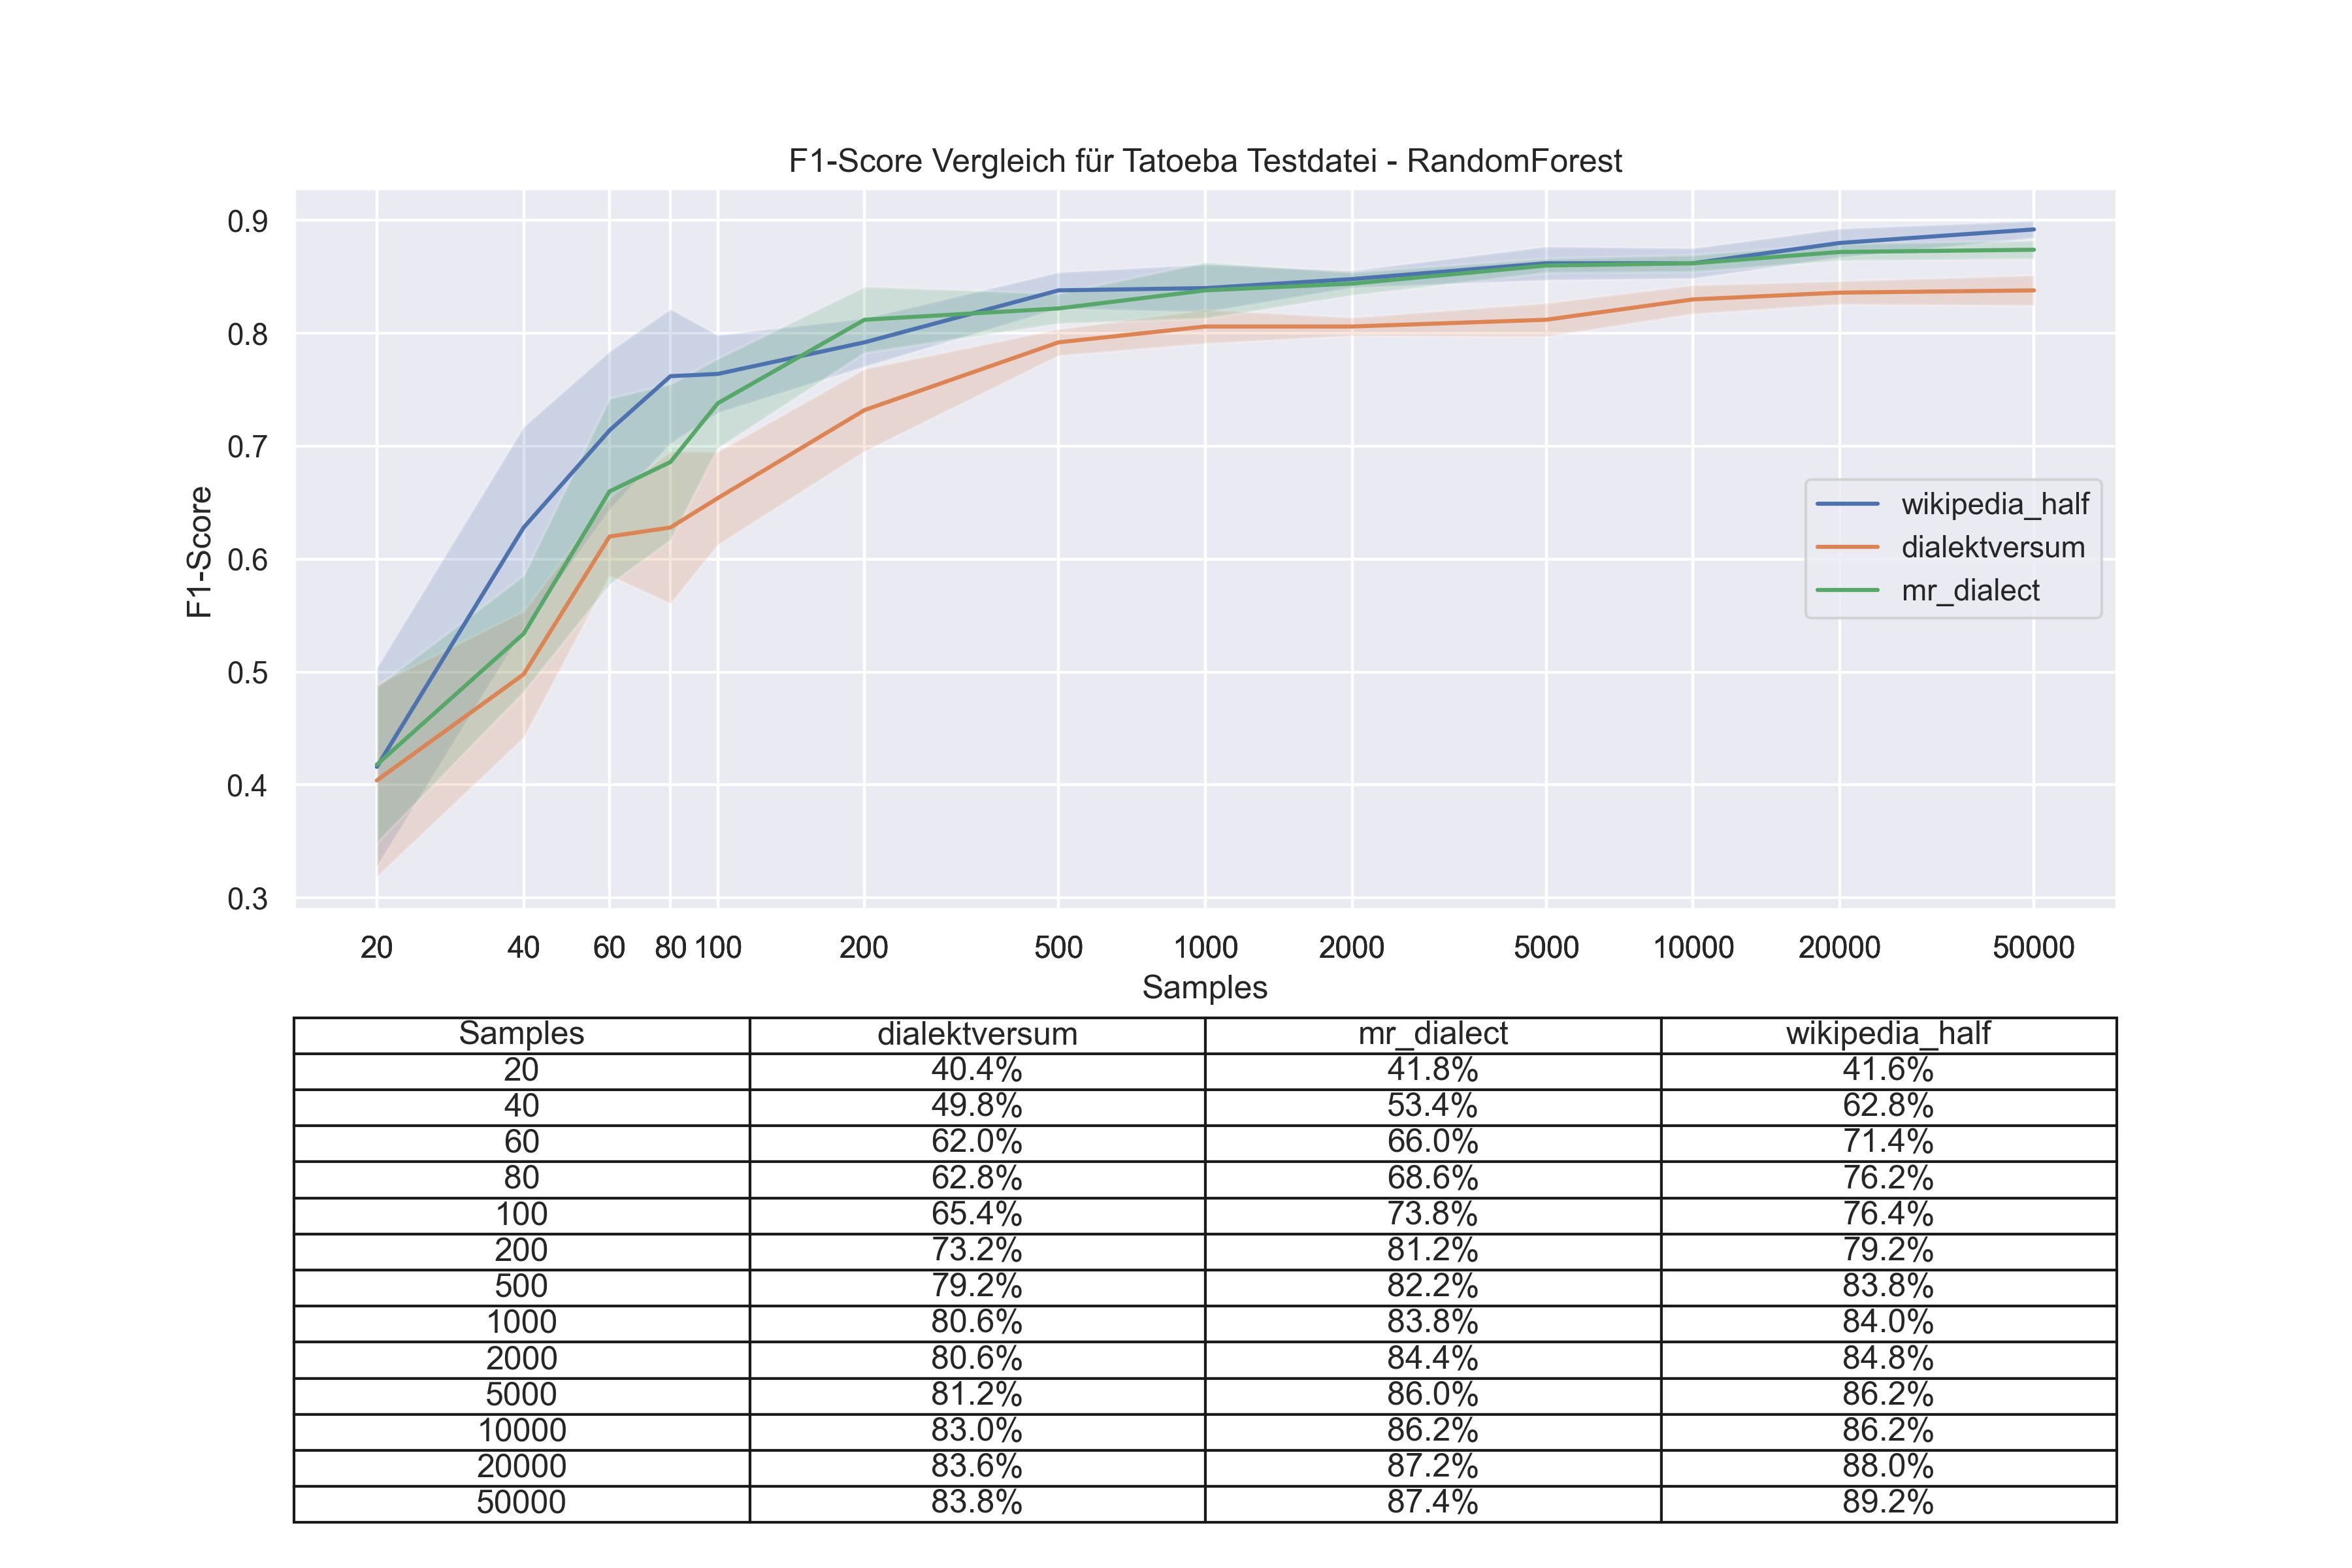 F1-Score Vergleich für Tatoeba Testdatei - RandomForest
0.9
0.8
0.7
0.6
0.5
0.4
0.3
F1-Score
wikipedia_half
dialektversum
mr_dialect
20 40 60 80 100 200 500 1000 2000 5000 10000 20000 50000
Samples
Samples dialektversum mr_dialect wikipedia_half
20 40.4% 41.8% 41.6%
40 49.8% 53.4% 62.8%
60 62.0% 66.0% 71.4%
80 62.8% 68.6% 76.2%
100 65.4% 73.8% 76.4%
200 73.2% 81.2% 79.2%
500 79.2% 82.2% 83.8%
1000 80.6% 83.8% 84.0%
2000 80.6% 84.4% 84.8%
5000 81.2% 86.0% 86.2%
10000 83.0% 86.2% 86.2%
20000 83.6% 87.2% 88.0%
50000 83.8% 87.4% 89.2%